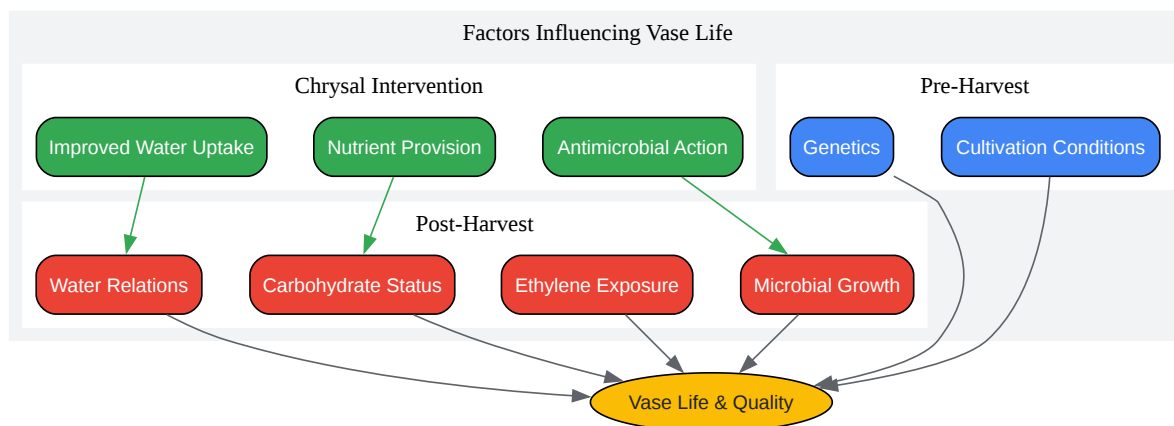 Factors Influencing Vase Life
Chrysal Intervention
Pre-Harvest
Improved Water Uptake
Nutrient Provision
Antimicrobial Action
Genetics
Cultivation Conditions
Post-Harvest
Water Relations
Carbohydrate Status
Ethylene Exposure
Microbial Growth
Vase Life & Quality